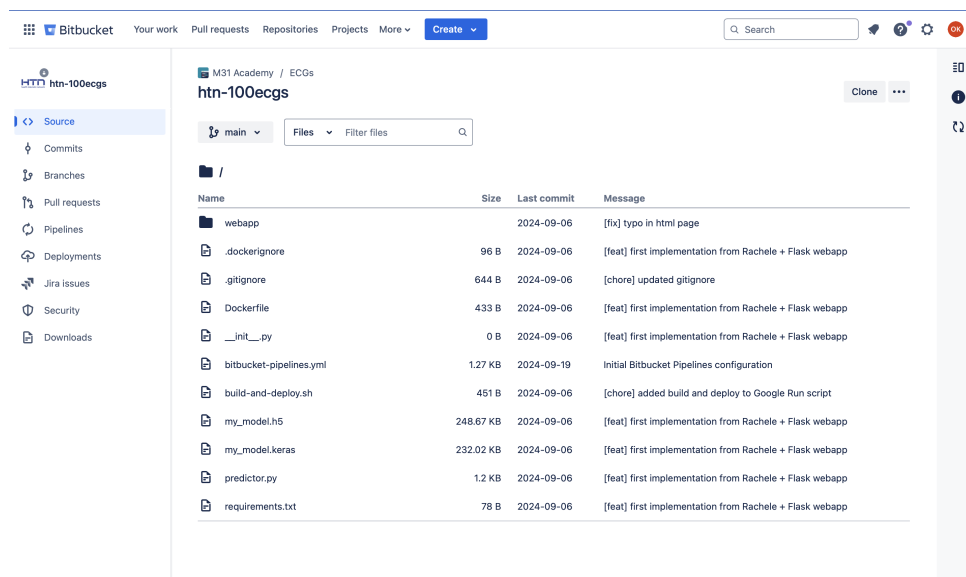 Bitbucket Your work Pull requests Repositories Projects More Create Search OK
htn-100ecgs
Source
Commits
Branches
Pull requests
Pipelines
Deployments
Jira issues
Security
Downloads
M31 Academy / ECGs
htn-100ecgs
Clone
main Files Filter files
/
Name Size Last commit Message
webapp 2024-09-06 [fix] typo in html page
.dockerignore 96 B 2024-09-06 [feat] first implementation from Rachele + Flask webapp
.gitignore 644 B 2024-09-06 [chore] updated gitignore
Dockerfile 433 B 2024-09-06 [feat] first implementation from Rachele + Flask webapp
__init__.py 0 B 2024-09-06 [feat] first implementation from Rachele + Flask webapp
bitbucket-pipelines.yml 1.27 KB 2024-09-19 Initial Bitbucket Pipelines configuration
build-and-deploy.sh 451 B 2024-09-06 [chore] added build and deploy to Google Run script
my_model.h5 248.67 KB 2024-09-06 [feat] first implementation from Rachele + Flask webapp
my_model.keras 232.02 KB 2024-09-06 [feat] first implementation from Rachele + Flask webapp
predictor.py 1.2 KB 2024-09-06 [feat] first implementation from Rachele + Flask webapp
requirements.txt 78 B 2024-09-06 [feat] first implementation from Rachele + Flask webapp